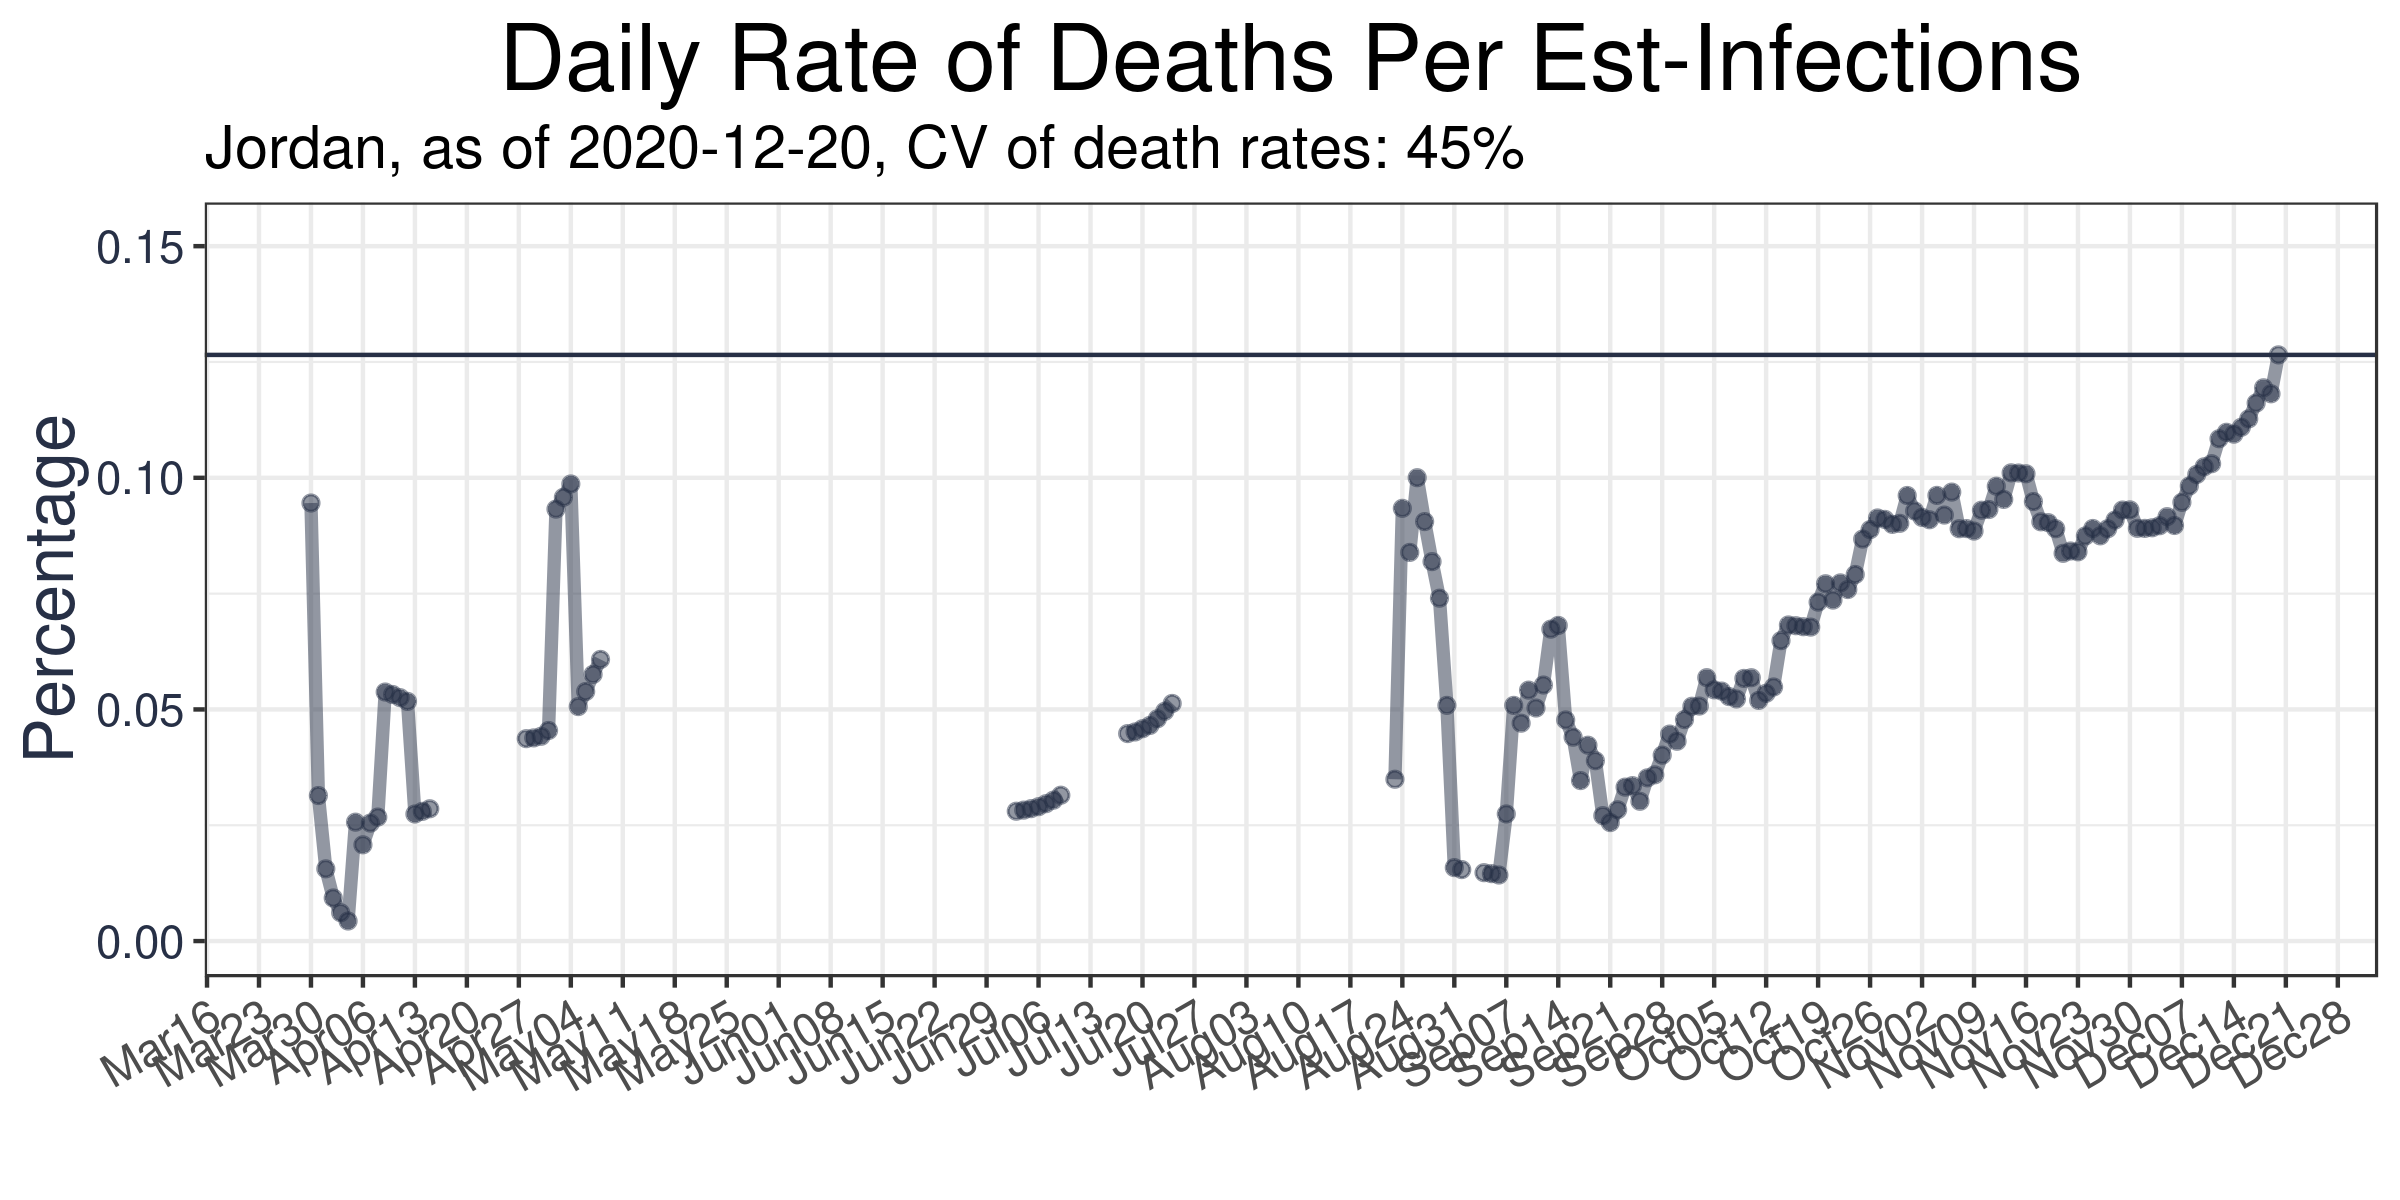 Daily Rate of Deaths Per Est-Infections
Jordan, as of 2020-12-20, CV of death rates: 45%
Percentage
0.15
0.10
0.05
0.00
Mar16
Mar23
Mar30
Apr06
Apr13
Apr20
Apr27
May04
May11
May18
May25
Jun01
Jun08
Jun15
Jun22
Jun29
Jul06
Jul13
Jul20
Jul27
Aug03
Aug10
Aug17
Aug24
Aug31
Sep07
Sep14
Sep21
Sep28
Oct05
Oct12
Oct19
Oct26
Nov02
Nov09
Nov16
Nov23
Nov30
Dec07
Dec14
Dec21
Dec28